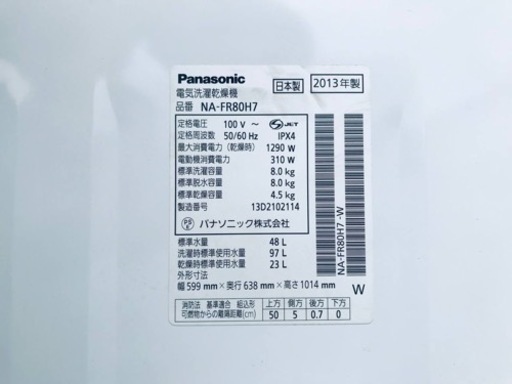 Panasonic
日本製
2013年製
電気洗濯乾燥機
品番 NA-FR80H7
定格電圧 100 V～ S JET
定格周波数 50/60 Hz IPX4
最大消費電力(乾燥時) 1290 W
電動機消費電力 310 W
標準洗濯容量 8.0 kg
標準脱水容量 8.0 kg
標準乾燥容量 4.5 kg
製造番号 13D2102114
PSE パナソニック株式会社
標準水量 48 L
洗濯時標準使用水量 97 L
乾燥時標準使用水量 23 L
外形寸法
幅 599 mm×奥行 638 mm×高さ1014 mm
W
消防法 基準適合 組込形 上方 側方 後方 下方
可燃物からの離隔距離(cm) 50 5 0.7 0
NA-FR80H7 -W